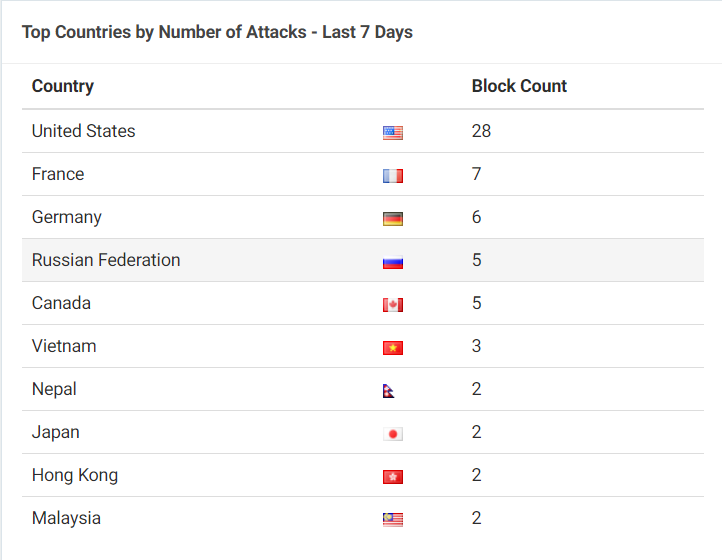 Top Countries by Number of Attacks - Last 7 Days
Country Block Count
United States 28
France 7
Germany 6
Russian Federation 5
Canada 5
Vietnam 3
Nepal 2
Japan 2
Hong Kong 2
Malaysia 2